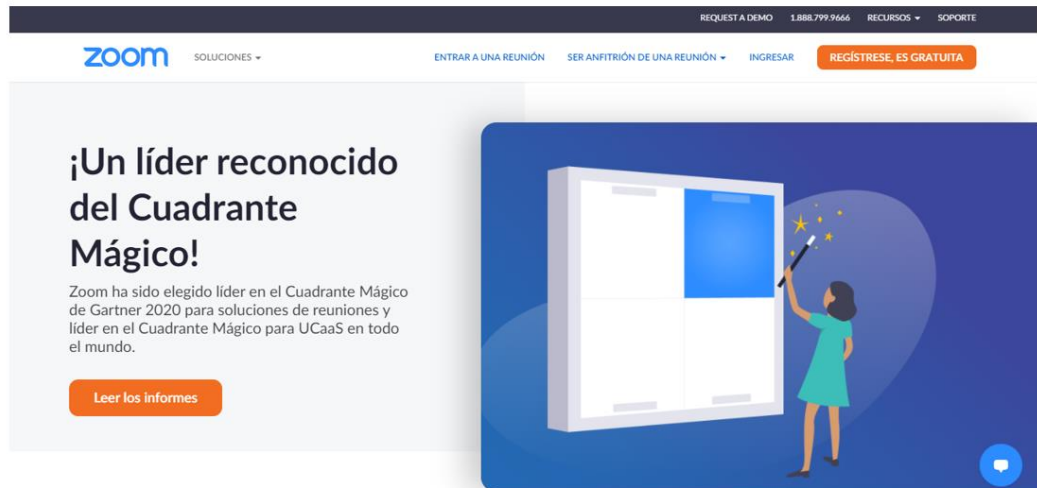 REQUEST A DEMO 1.888.799.9666 RECURSOS SOPORTE
zoom SOLUCIONES ENTRAR A UNA REUNIÓN SER ANFITRIÓN DE UNA REUNIÓN INGRESAR REGÍSTRESE, ES GRATUITA
¡Un líder reconocido
del Cuadrante
Mágico!
Zoom ha sido elegido líder en el Cuadrante Mágico
de Gartner 2020 para soluciones de reuniones y
líder en el Cuadrante Mágico para UCaaS en todo
el mundo.
Leer los informes